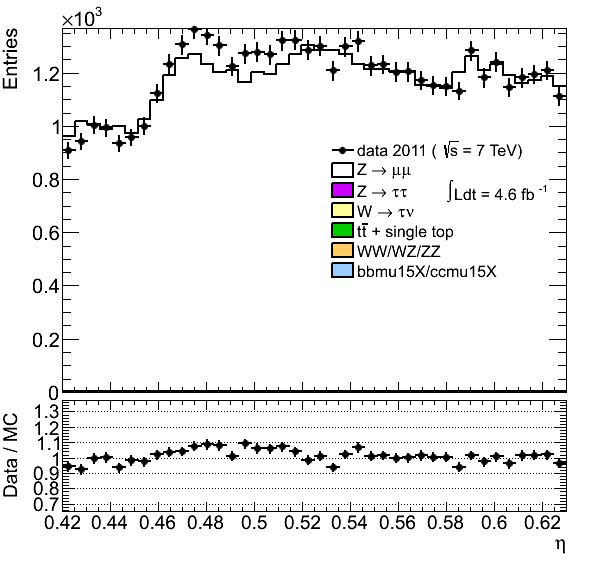 ×10³
Entries
1.2
1
0.8
0.6
0.4
0.2
0
data 2011 ( √s = 7 TeV)
Z → μμ
Z → ττ
∫Ldt = 4.6 fb⁻¹
W → τν
tt̄ + single top
WW/WZ/ZZ
bbmu15X/ccmu15X
Data / MC
1.3
1.2
1.1
1
0.9
0.8
0.7
0.42 0.44 0.46 0.48 0.5 0.52 0.54 0.56 0.58 0.6 0.62
η